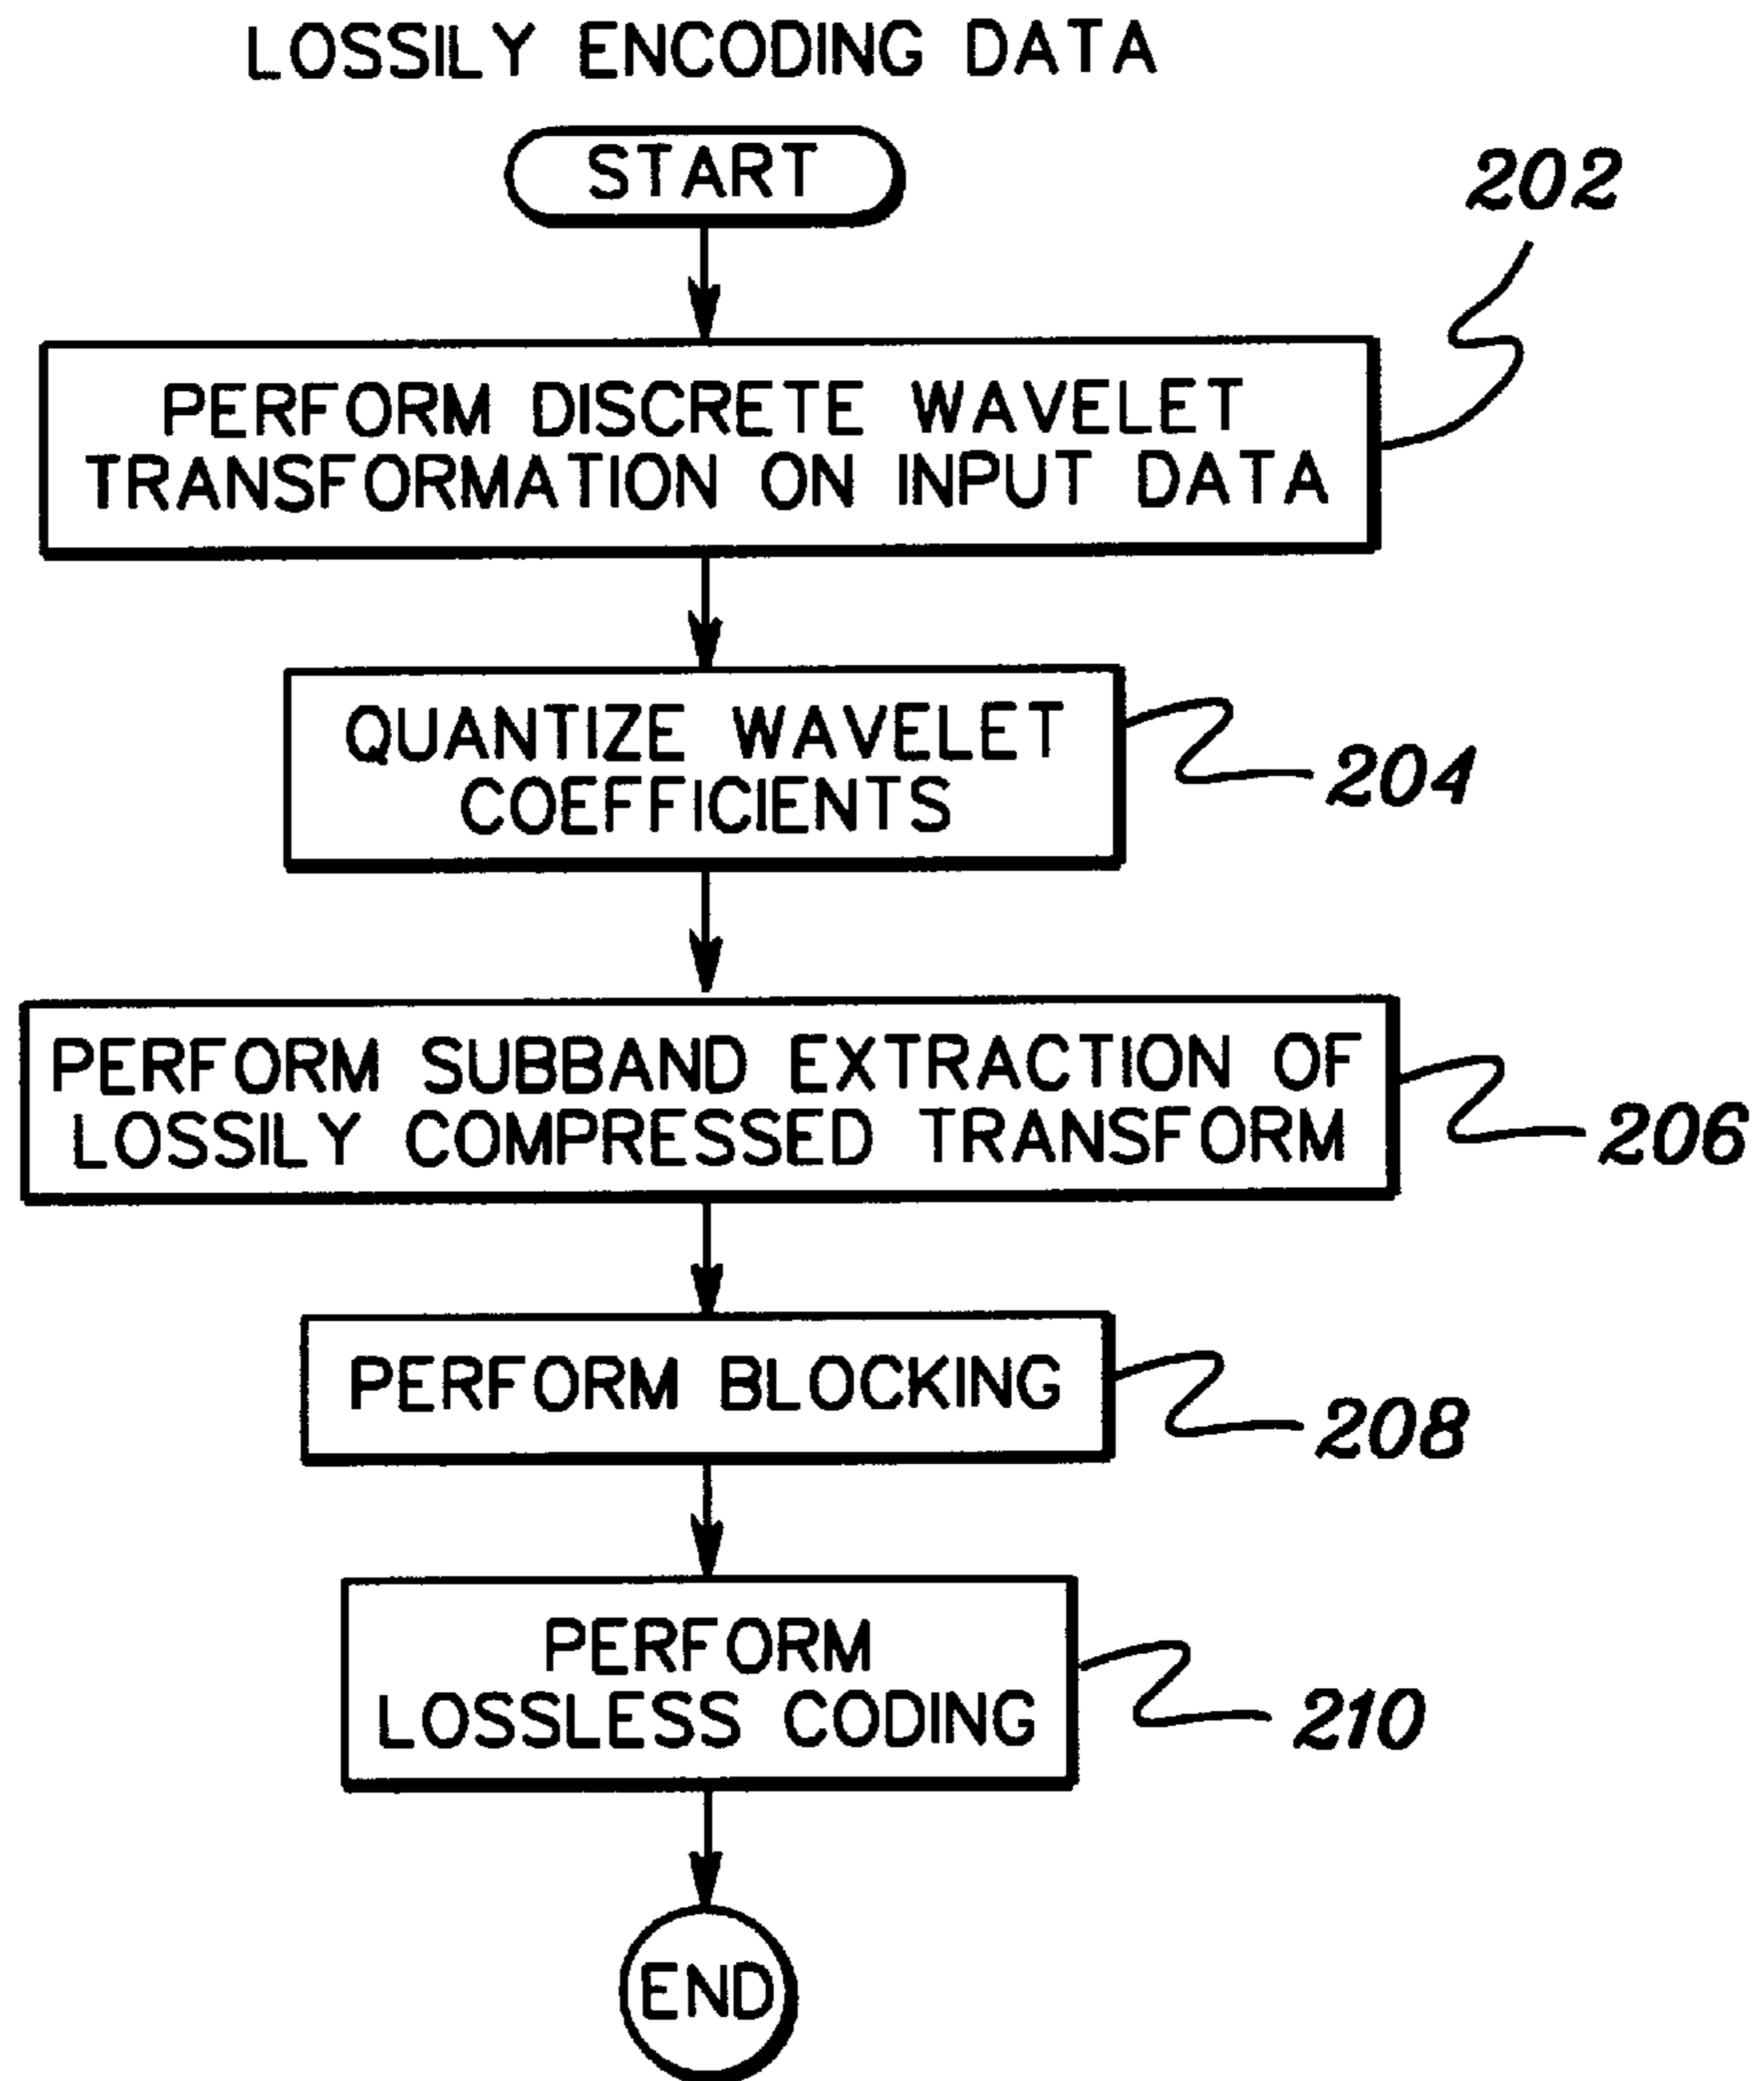 LOSSILY ENCODING DATA
START
202
PERFORM DISCRETE WAVELET
TRANSFORMATION ON INPUT DATA
QUANTIZE WAVELET
COEFFICIENTS
204
PERFORM SUBBAND EXTRACTION OF
LOSSILY COMPRESSED TRANSFORM
206
PERFORM BLOCKING
208
PERFORM
LOSSLESS CODING
210
END